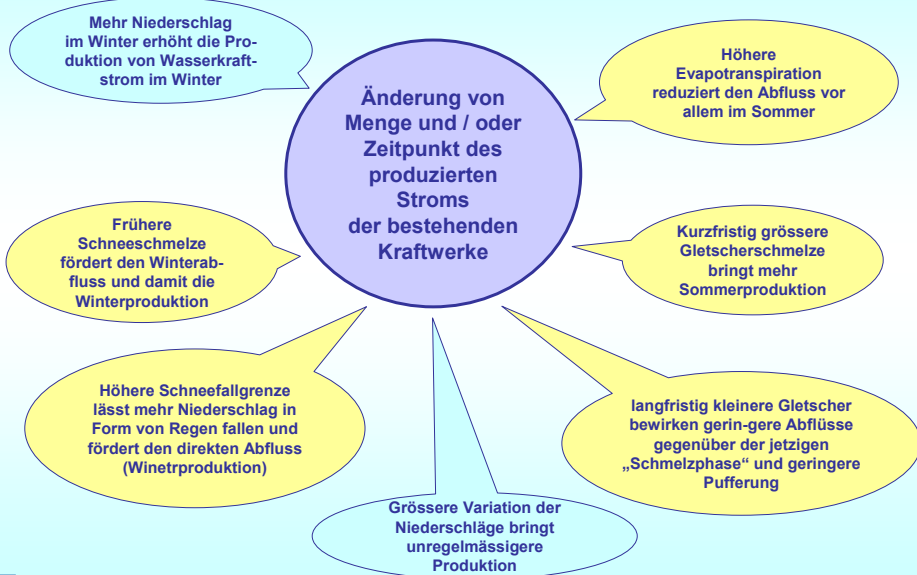 Mehr Niederschlag
im Winter erhöht die Pro-
duktion von Wasserkraft-
strom im Winter
Änderung von
Menge und / oder
Zeitpunkt des
produzierten
Stroms
der bestehenden
Kraftwerke
Höhere
Evapotranspiration
reduziert den Abfluss vor
allem im Sommer
Frühere
Schneeschmelze
fördert den Winterab-
fluss und damit die
Winterproduktion
Kurzfristig grössere
Gletscherschmelze
bringt mehr
Sommerproduktion
Höhere Schneefallgrenze
lässt mehr Niederschlag in
Form von Regen fallen und
fördert den direkten Abfluss
(Winetrproduktion)
langfristig kleinere Gletscher
bewirken gerin-gere Abflüsse
gegenüber der jetzigen
„Schmelzphase“ und geringere
Pufferung
Grössere Variation der
Niederschläge bringt
unregelmässigere
Produktion